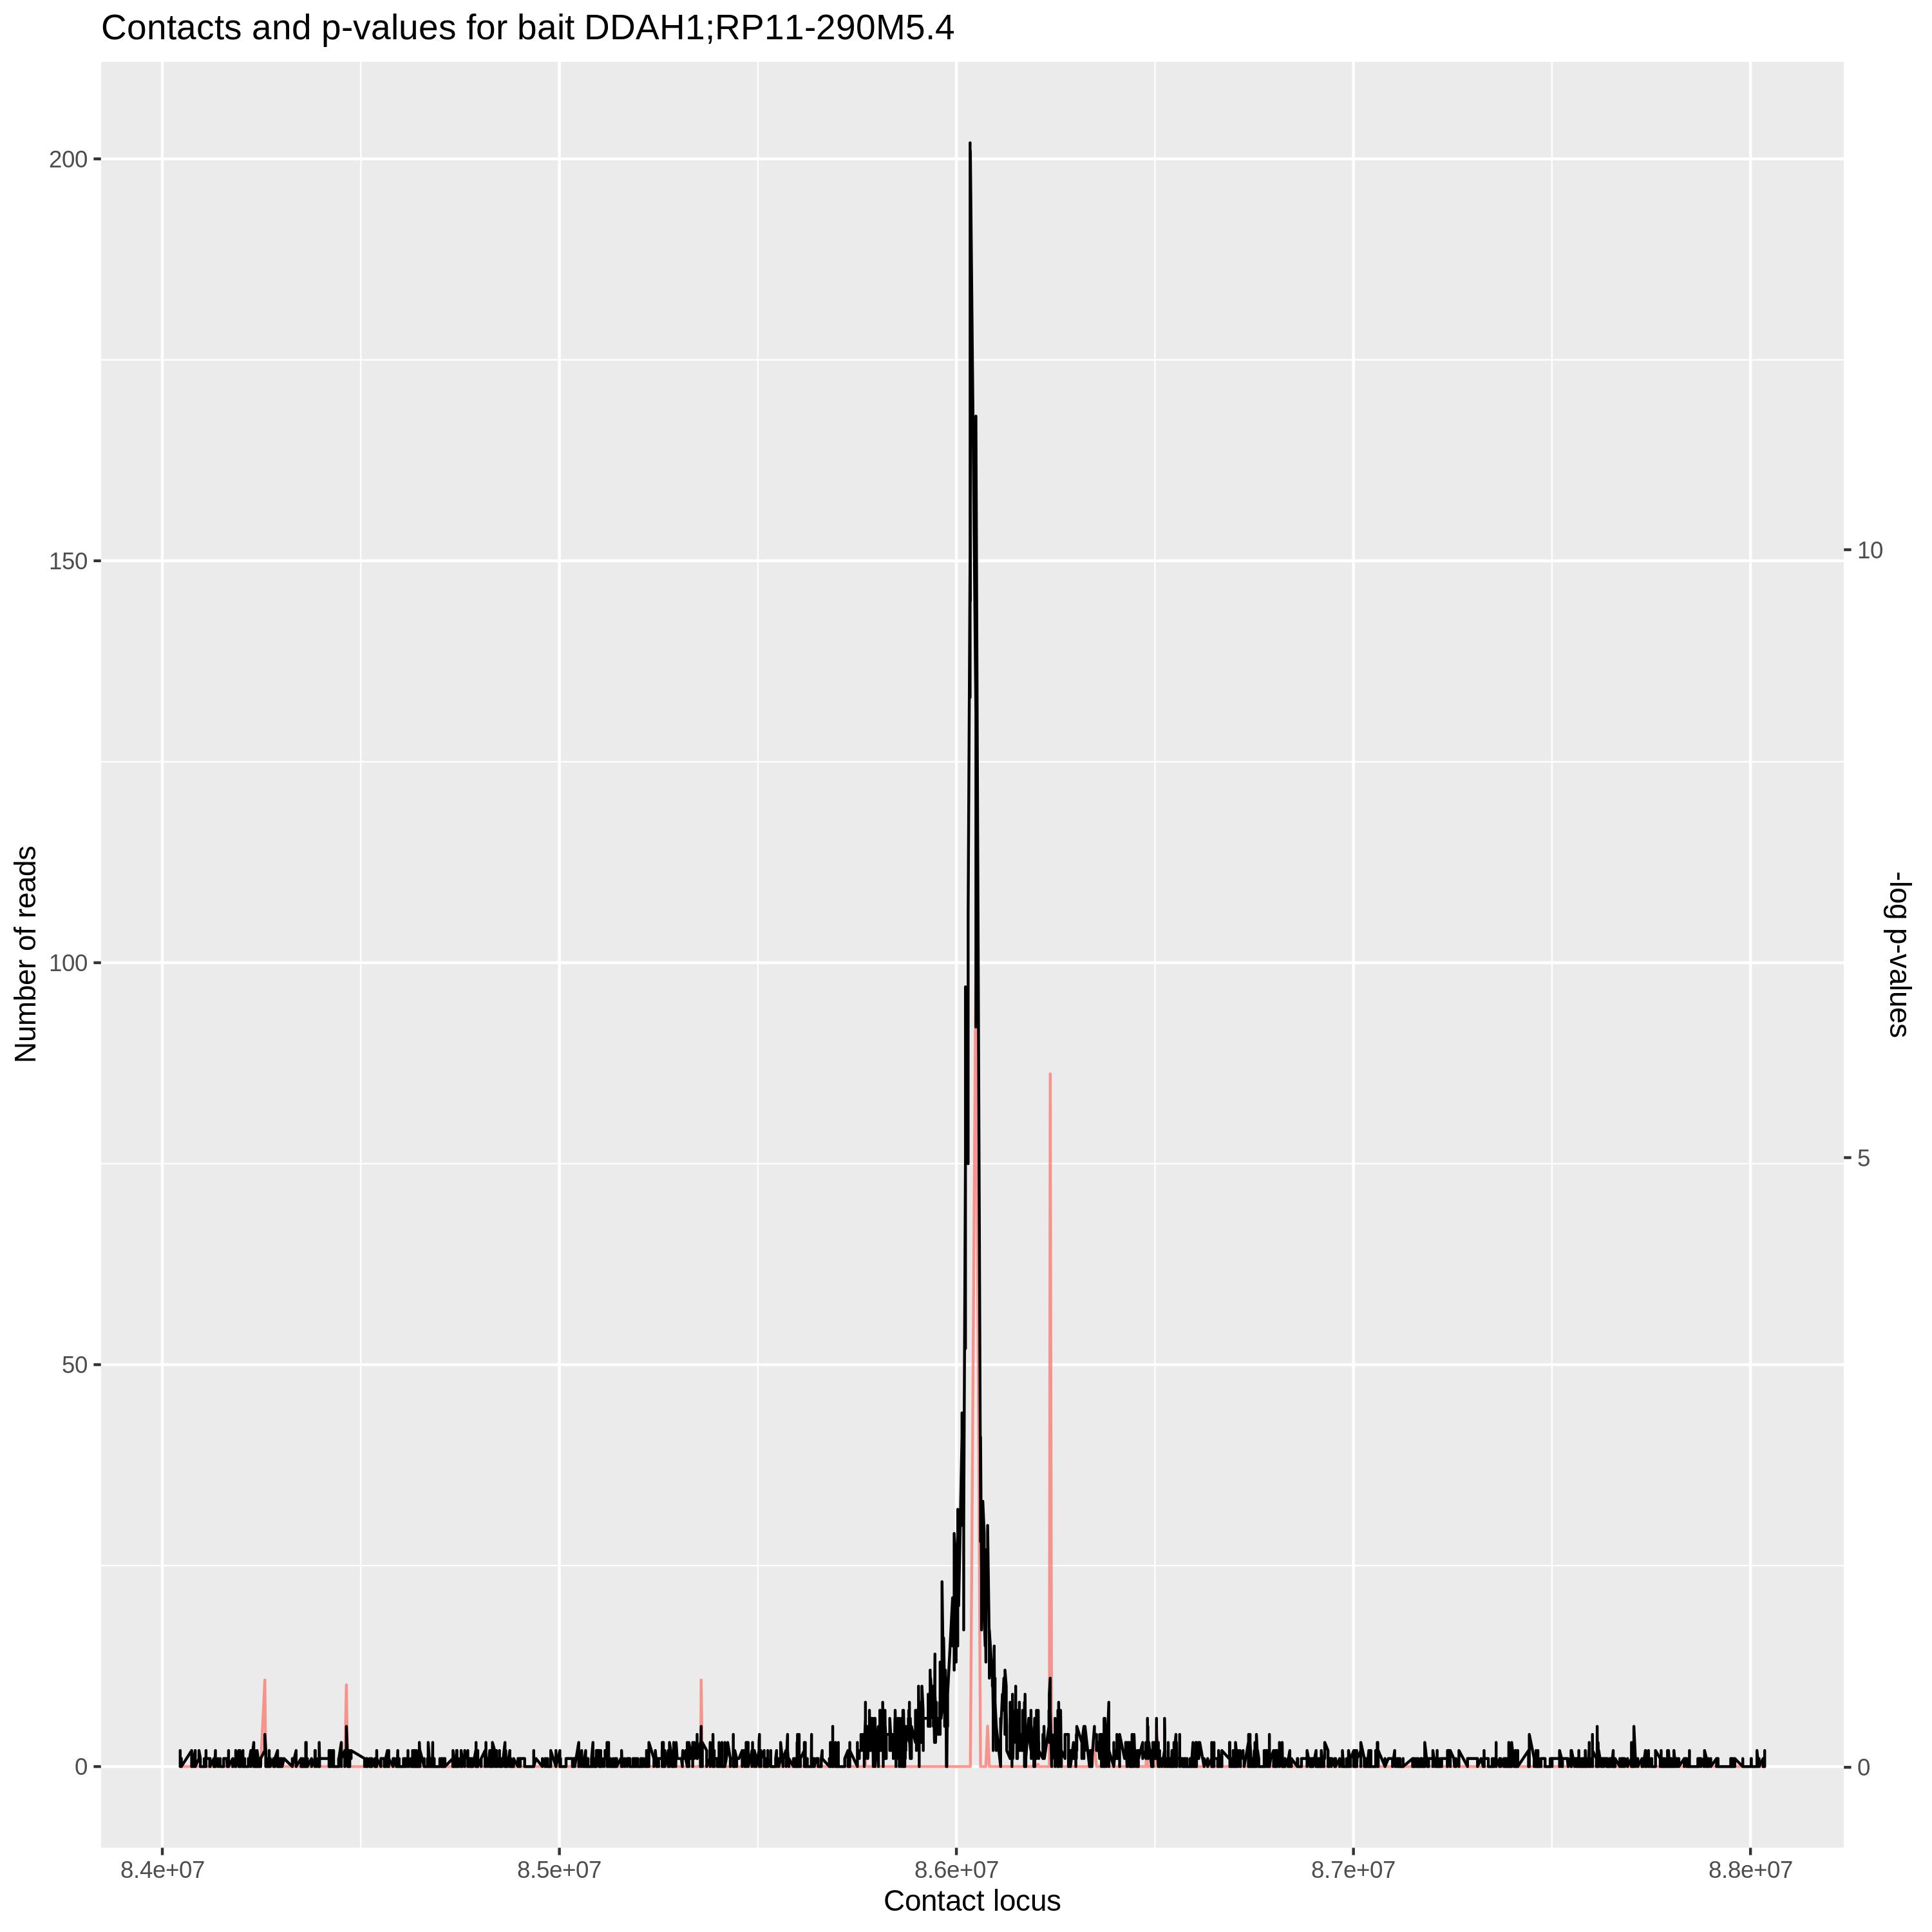 Contacts and p-values for bait DDAH1;RP11-290M5.4
200
150
100
50
0
Number of reads
10
5
0
-log p-values
8.4e+07 8.5e+07 8.6e+07 8.7e+07 8.8e+07
Contact locus